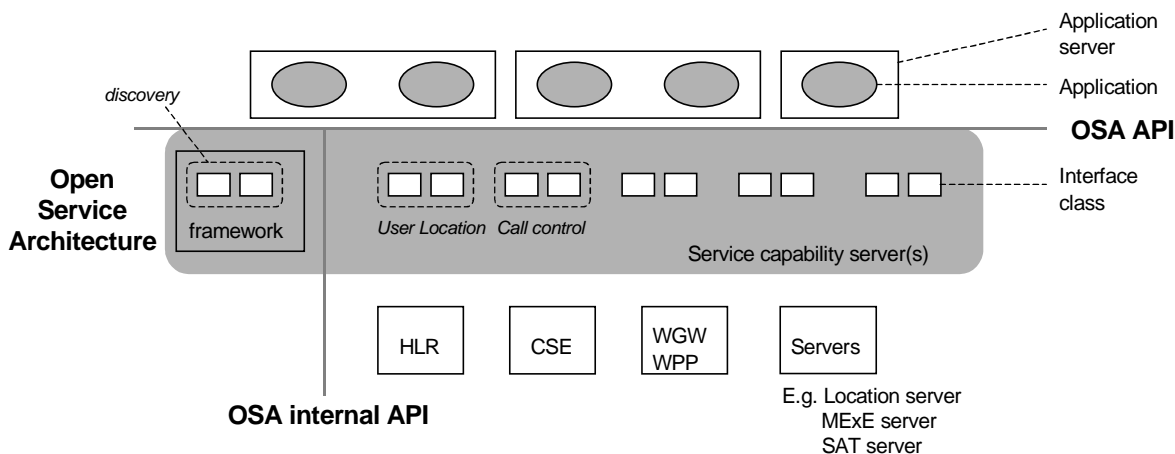 Application
server
discovery
Application
OSA API
Open
Service
Architecture
framework
User Location
Call control
Interface
class
Service capability server(s)
HLR
CSE
WGW
WPP
Servers
E.g. Location server
MExE server
SAT server
OSA internal API